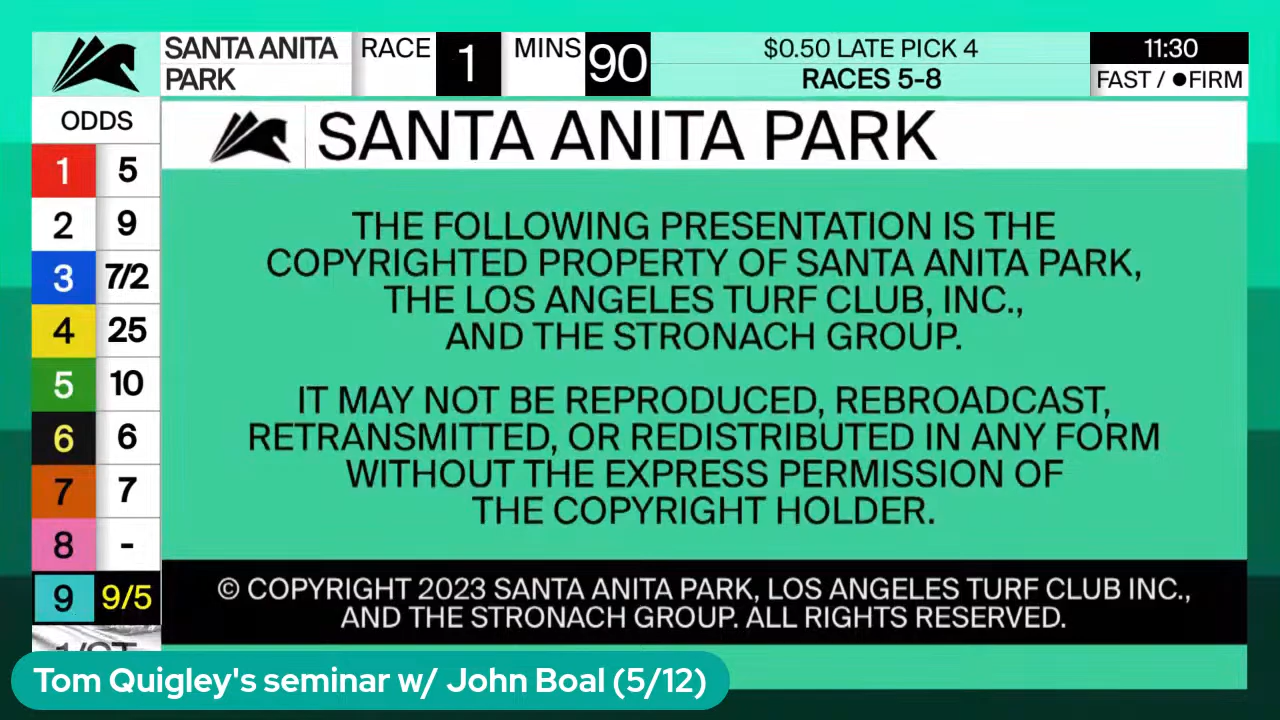 SANTA ANITA PARK
RACE 1
MINS 90
$0.50 LATE PICK 4
RACES 5-8
11:30
FAST / ●FIRM
ODDS
1 5
2 9
3 7/2
4 25
5 10
6 6
7 7
8 -
9 9/5
SANTA ANITA PARK
THE FOLLOWING PRESENTATION IS THE
COPYRIGHTED PROPERTY OF SANTA ANITA PARK,
THE LOS ANGELES TURF CLUB, INC.,
AND THE STRONACH GROUP.
IT MAY NOT BE REPRODUCED, REBROADCAST,
RETRANSMITTED, OR REDISTRIBUTED IN ANY FORM
WITHOUT THE EXPRESS PERMISSION OF
THE COPYRIGHT HOLDER.
© COPYRIGHT 2023 SANTA ANITA PARK, LOS ANGELES TURF CLUB INC.,
AND THE STRONACH GROUP. ALL RIGHTS RESERVED.
Tom Quigley's seminar w/ John Boal (5/12)